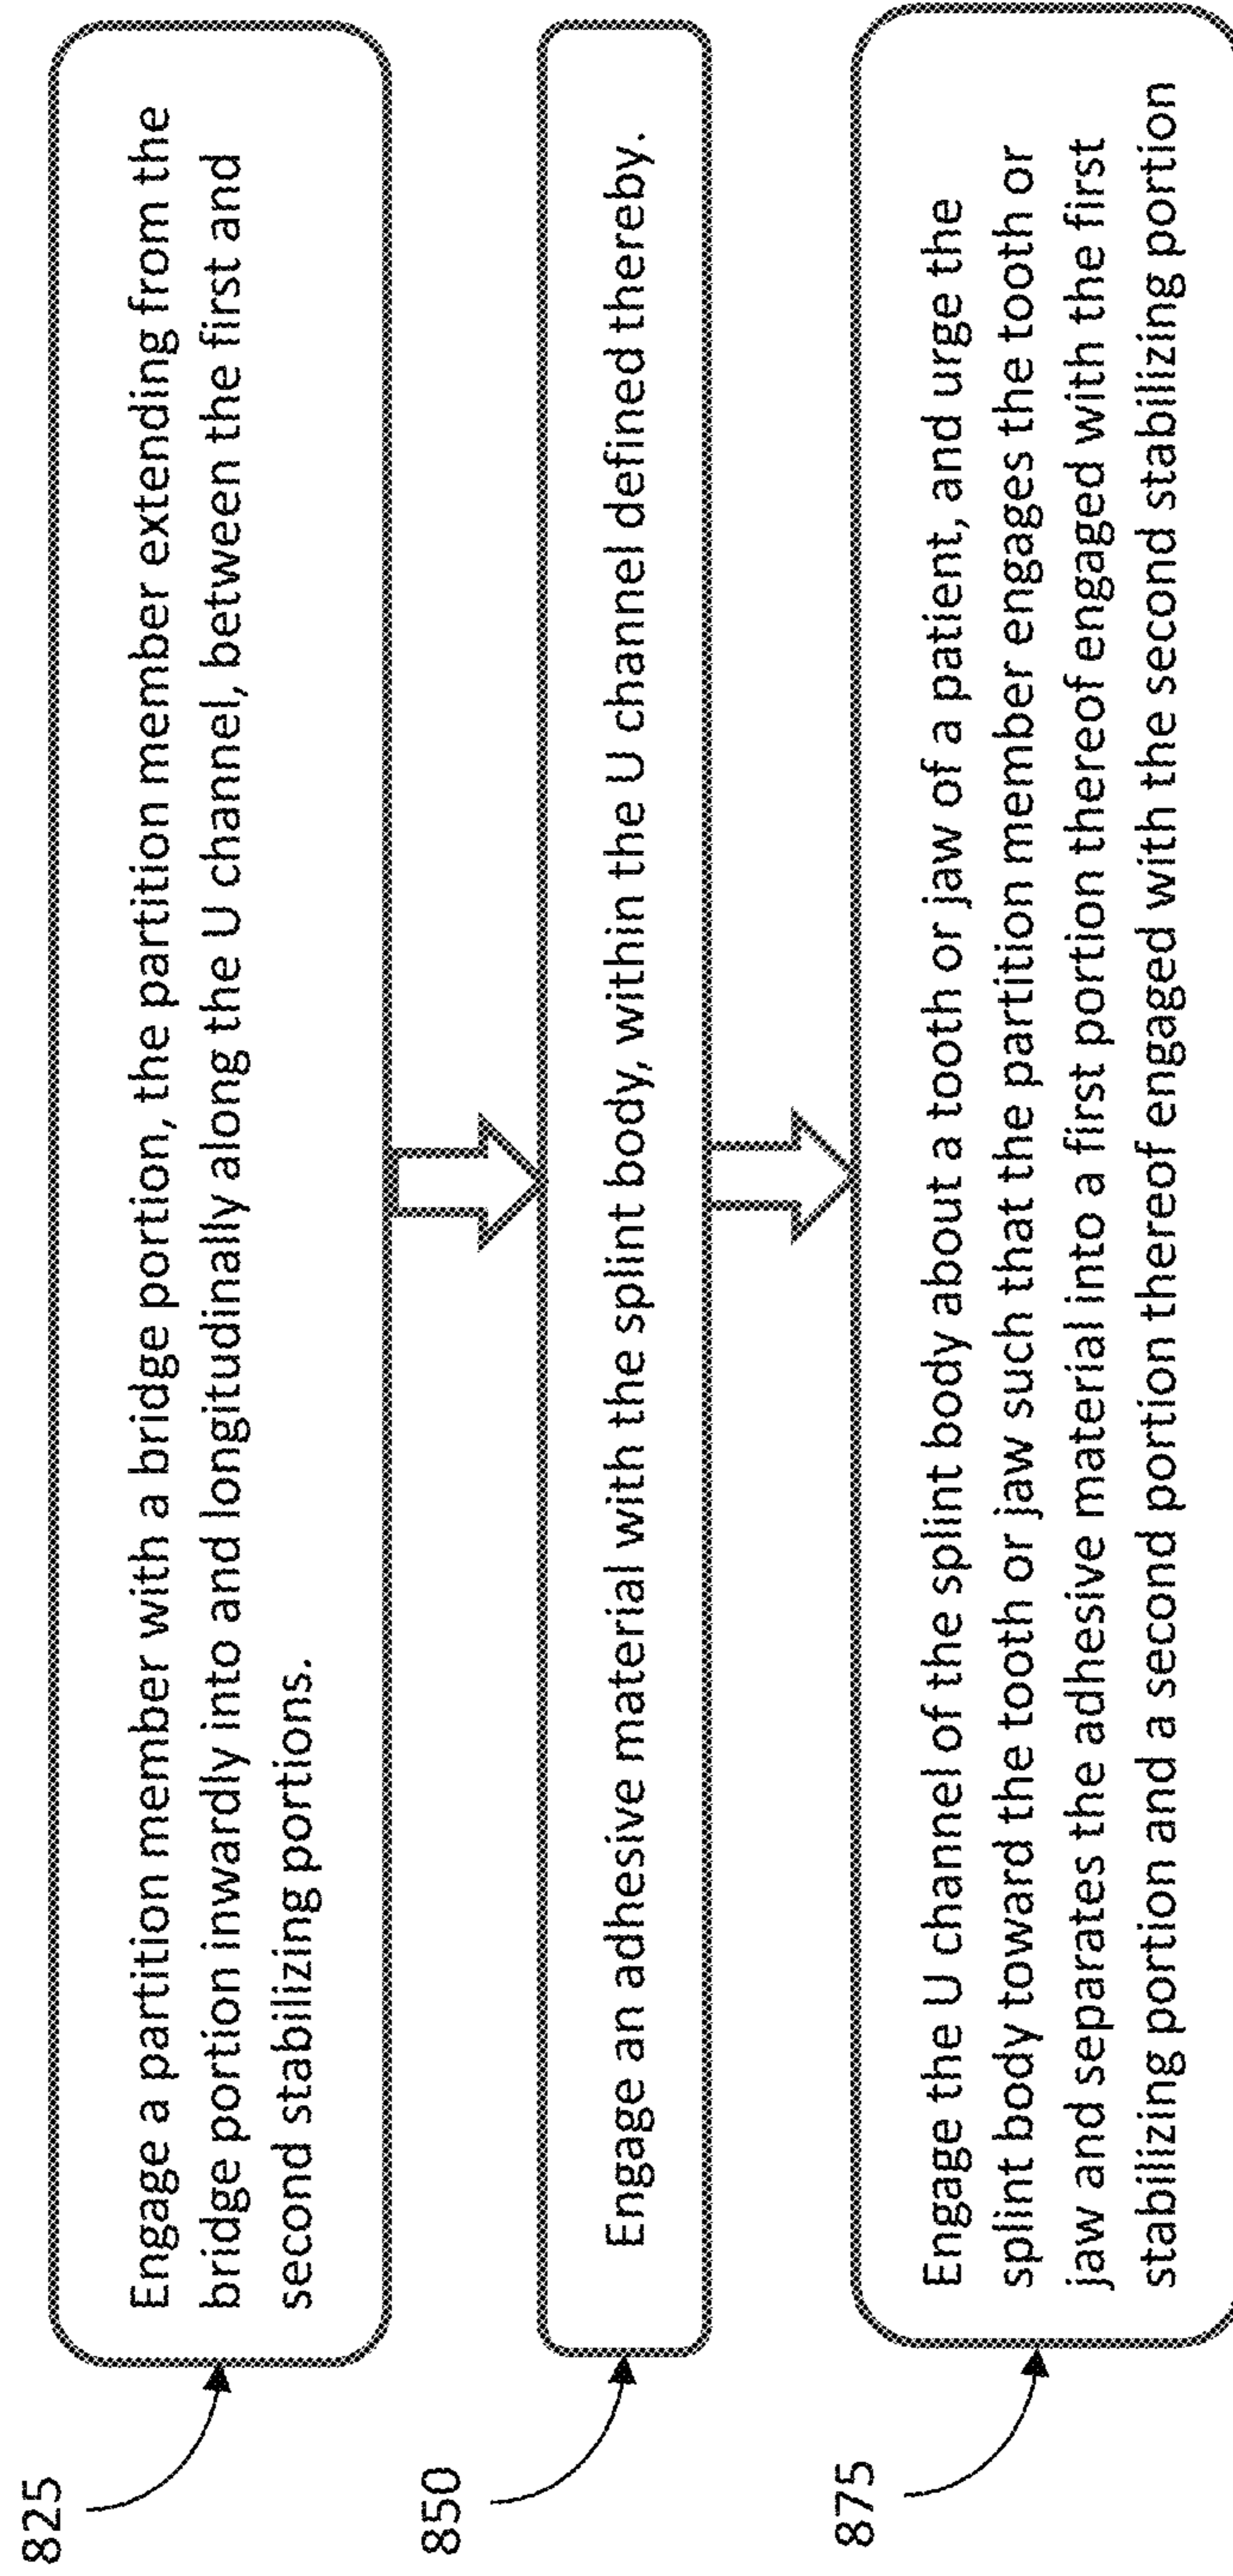 825
Engage a partition member with a bridge portion, the partition member extending from the
bridge portion inwardly into and longitudinally along the U channel, between the first and
second stabilizing portions.
850
Engage an adhesive material with the splint body, within the U channel defined thereby.
875
Engage the U channel of the splint body about a tooth or jaw of a patient, and urge the
splint body toward the tooth or jaw such that the partition member engages the tooth or
jaw and separates the adhesive material into a first portion thereof engaged with the first
stabilizing portion and a second portion thereof engaged with the second stabilizing portion